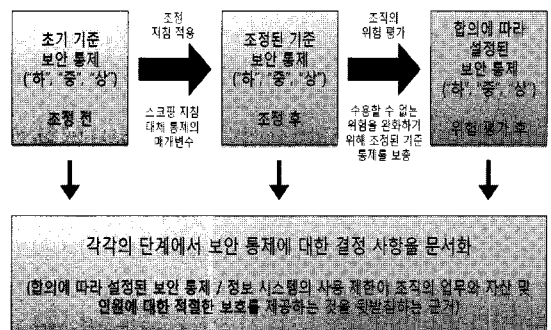 초기 기준
보안 통제
("하", "중", "상")
조정 전
조정
지침 적용
스코핑 지침
대체 통제의
매개변수
조정된 기준
보안 통제
("하", "중", "상")
조정 후
조직의
위험 평가
수용할 수 없는
위험을 완화하기
위해 조정된 기준
통제를 보충
합의에 따라
설정된
보안 통제
("하", "중", "상")
위험 평가 후
각각의 단계에서 보안 통제에 대한 결정 사항을 문서화
(합의에 따라 설정된 보안 통제 / 정보 시스템의 사용 제한이 조직의 업무와 자산 및
인원에 대한 적절한 보호를 제공하는 것을 뒷받침하는 근거)